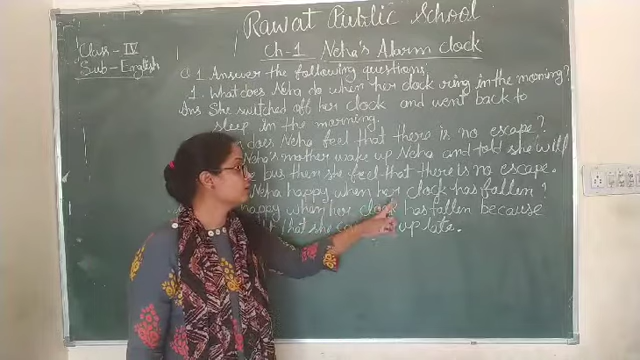 Rawat Public School
Class - IV
Ch-1 Neha's Alarm clock
Sub - English
Q 1. Answer the following questions.
1. What does Neha do when her clock ring in the morning?
Ans She switched off her clock and went back to
sleep in the morning.
does Neha feel that there is no escape?
Neha's mother wake up Neha and told she will
bus then she feel that there is no escape.
Neha happy when her clock has fallen?
happy when her clock has fallen because
that she up late.